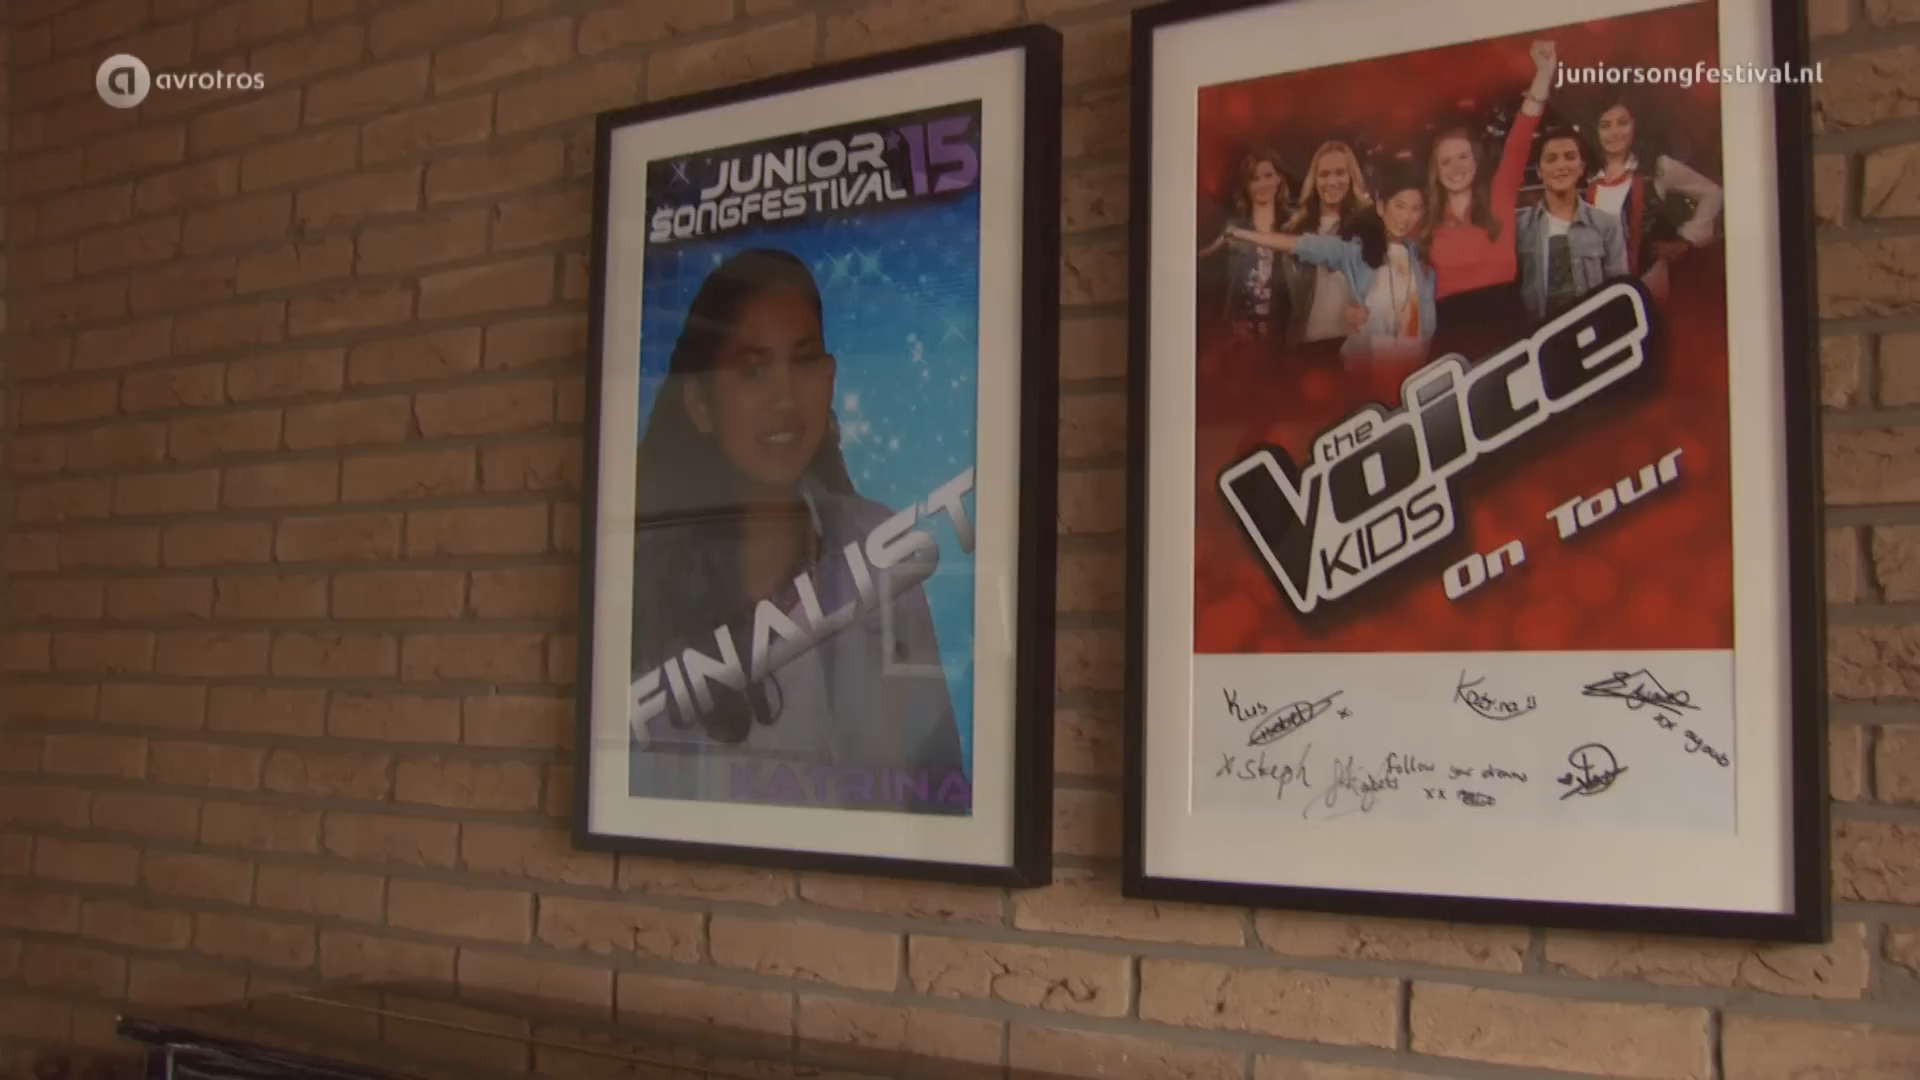 avrotros
juniorsongfestival.nl
JUNIOR '15
SONGFESTIVAL
FINALIST
KATRINA
the
Voice
KIDS
On Tour
Kus
x
Katrina
xx ayoub
x Steph
follow your dreams
xx